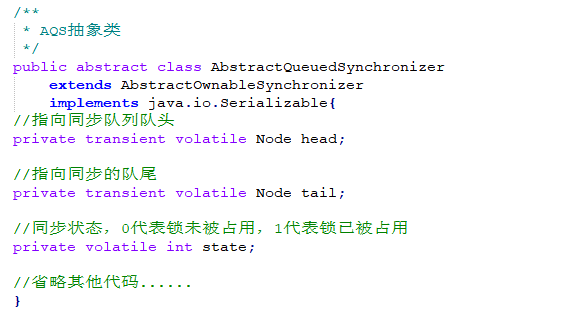 /**
 * AQS抽象类
 */
public abstract class AbstractQueuedSynchronizer
    extends AbstractOwnableSynchronizer
    implements java.io.Serializable{
//指向同步队列队头
private transient volatile Node head;

//指向同步的队尾
private transient volatile Node tail;

//同步状态，0代表锁未被占用，1代表锁已被占用
private volatile int state;

//省略其他代码......
}